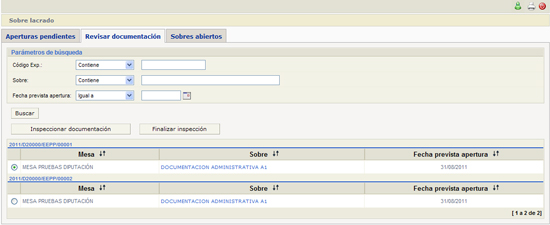 Sobre lacrado
Aperturas pendientes Revisar documentación Sobres abiertos
Parámetros de búsqueda
Código Exp.: Contiene
Sobre: Contiene
Fecha prevista apertura: Igual a
Buscar
Inspeccionar documentación Finalizar inspección
2011/D20000/EEPP/00001
Mesa Sobre Fecha prevista apertura
MESA PRUEBAS DIPUTACIÓN DOCUMENTACION ADMINISTRATIVA A1 31/08/2011
2011/D20000/EEPP/00002
Mesa Sobre Fecha prevista apertura
MESA PRUEBAS DIPUTACIÓN DOCUMENTACION ADMINISTRATIVA A1 31/08/2011
[ 1 a 2 de 2]